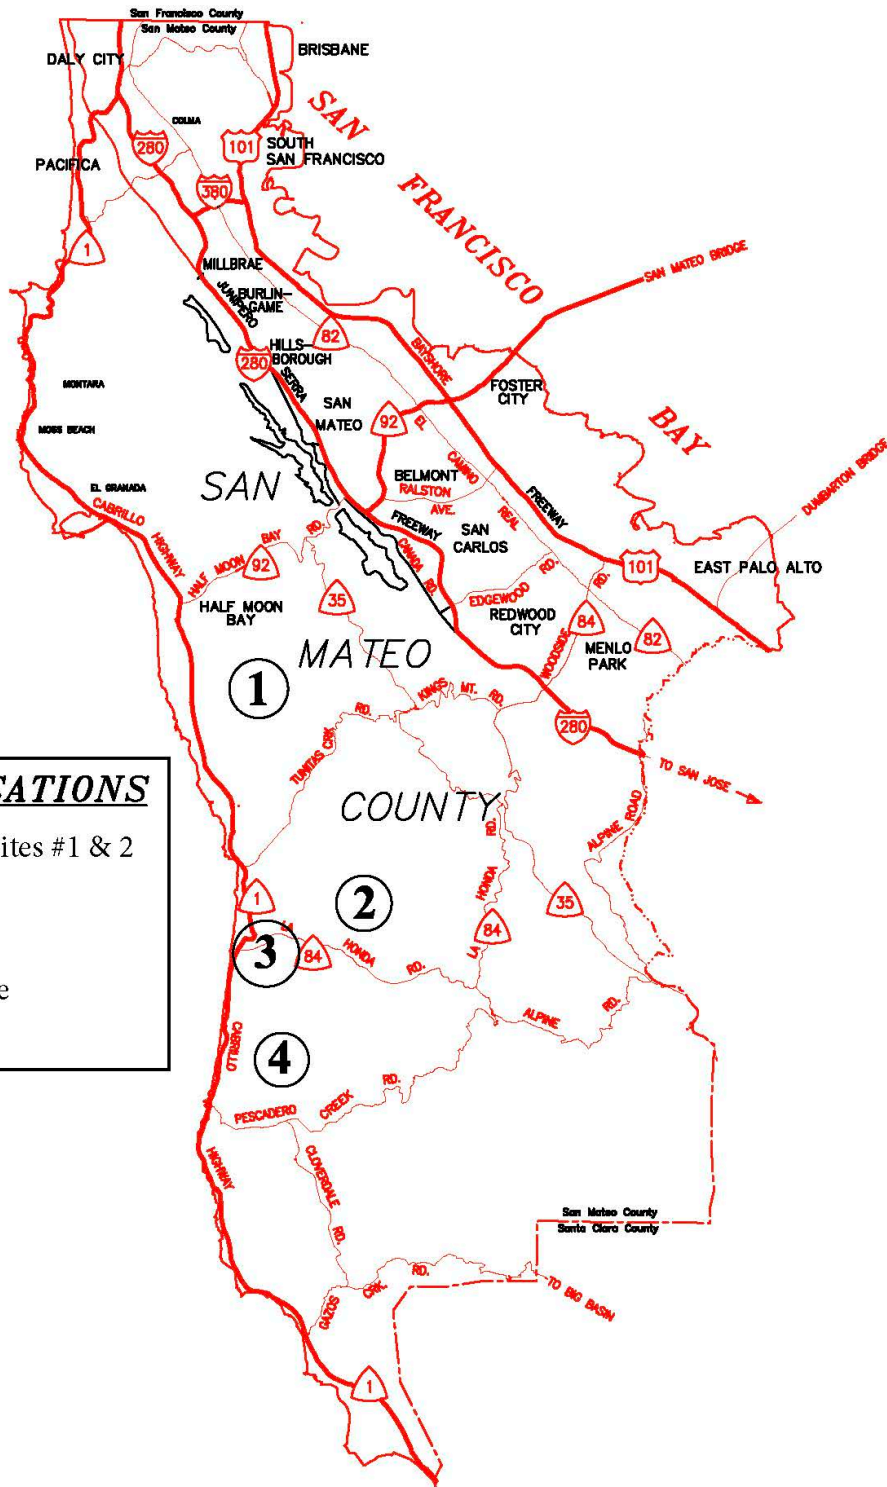 San Francisco County
San Mateo County
DALY CITY
BRISBANE
SAN
FRANCISCO
BAY
COLMA
280
101
SOUTH
SAN FRANCISCO
PACIFICA
380
1
MILLBRAE
JUNIPERO
BURLIN-
GAME
SAN MATEO BRIDGE
82
HILLS-
BOROUGH
280
SERRA
BAYSHORE
MONTARA
SAN
MATEO
FOSTER
CITY
92
EL
MOSS BEACH
DUMBARTON BRIDGE
BELMONT
CAMINO
RALSTON
AVE.
EL GRANADA
SAN
CABRILLO
HIGHWAY
FREEWAY
REAL
FREEWAY
SAN
CARLOS
HALF MOON BAY RD.
92
CANADA RD.
RD.
101
EAST PALO ALTO
35
EDGEWOOD RD.
HALF MOON
BAY
REDWOOD
CITY
84
WOODSIDE
82
MENLO
PARK
MATEO
1
KINGS MT. RD.
TUNITAS CRK RD.
280
TO SAN JOSE
CATIONS
ites #1 & 2
e
COUNTY
ALPINE ROAD
LA HONDA RD.
1
2
35
84
LA HONDA RD.
3
84
ALPINE RD.
CABRILLO
HIGHWAY
4
PESCADERO CREEK RD.
CLOVERDALE RD.
San Mateo County
Santa Clara County
GAZOS CRK. RD.
TO BIG BASIN
1